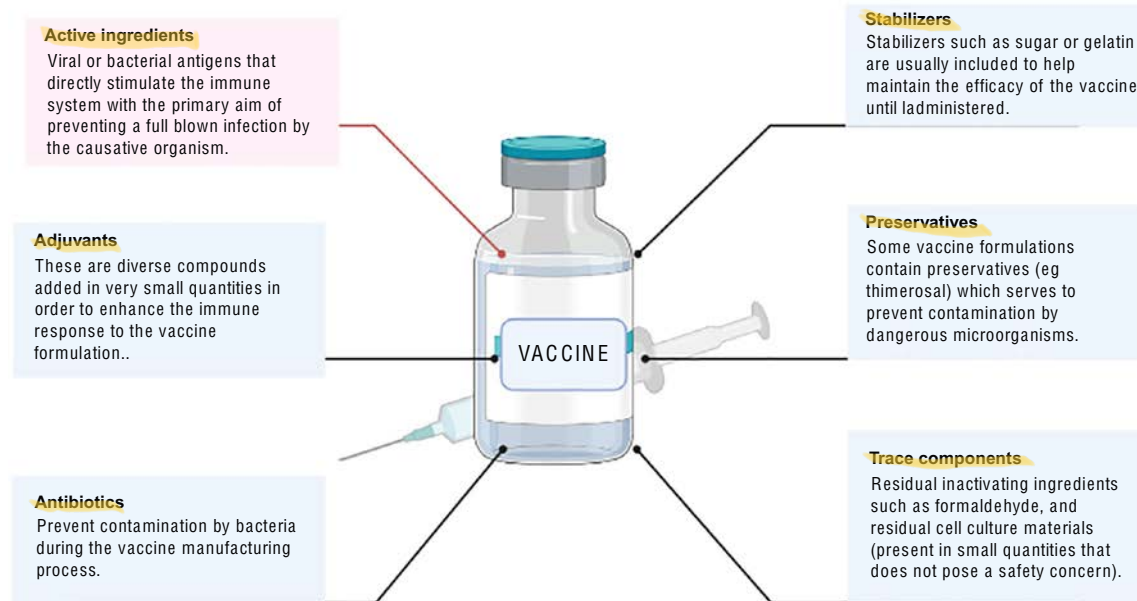 Active ingredients
Viral or bacterial antigens that
directly stimulate the immune
system with the primary aim of
preventing a full blown infection by
the causative organism.
Adjuvants
These are diverse compounds
added in very small quantities in
order to enhance the immune
response to the vaccine
formulation..
Antibiotics
Prevent contamination by bacteria
during the vaccine manufacturing
process.
VACCINE
Stabilizers
Stabilizers such as sugar or gelatin
are usually included to help
maintain the efficacy of the vaccine
until ladministered.
Preservatives
Some vaccine formulations
contain preservatives (eg
thimerosal) which serves to
prevent contamination by
dangerous microorganisms.
Trace components
Residual inactivating ingredients
such as formaldehyde, and
residual cell culture materials
(present in small quantities that
does not pose a safety concern).